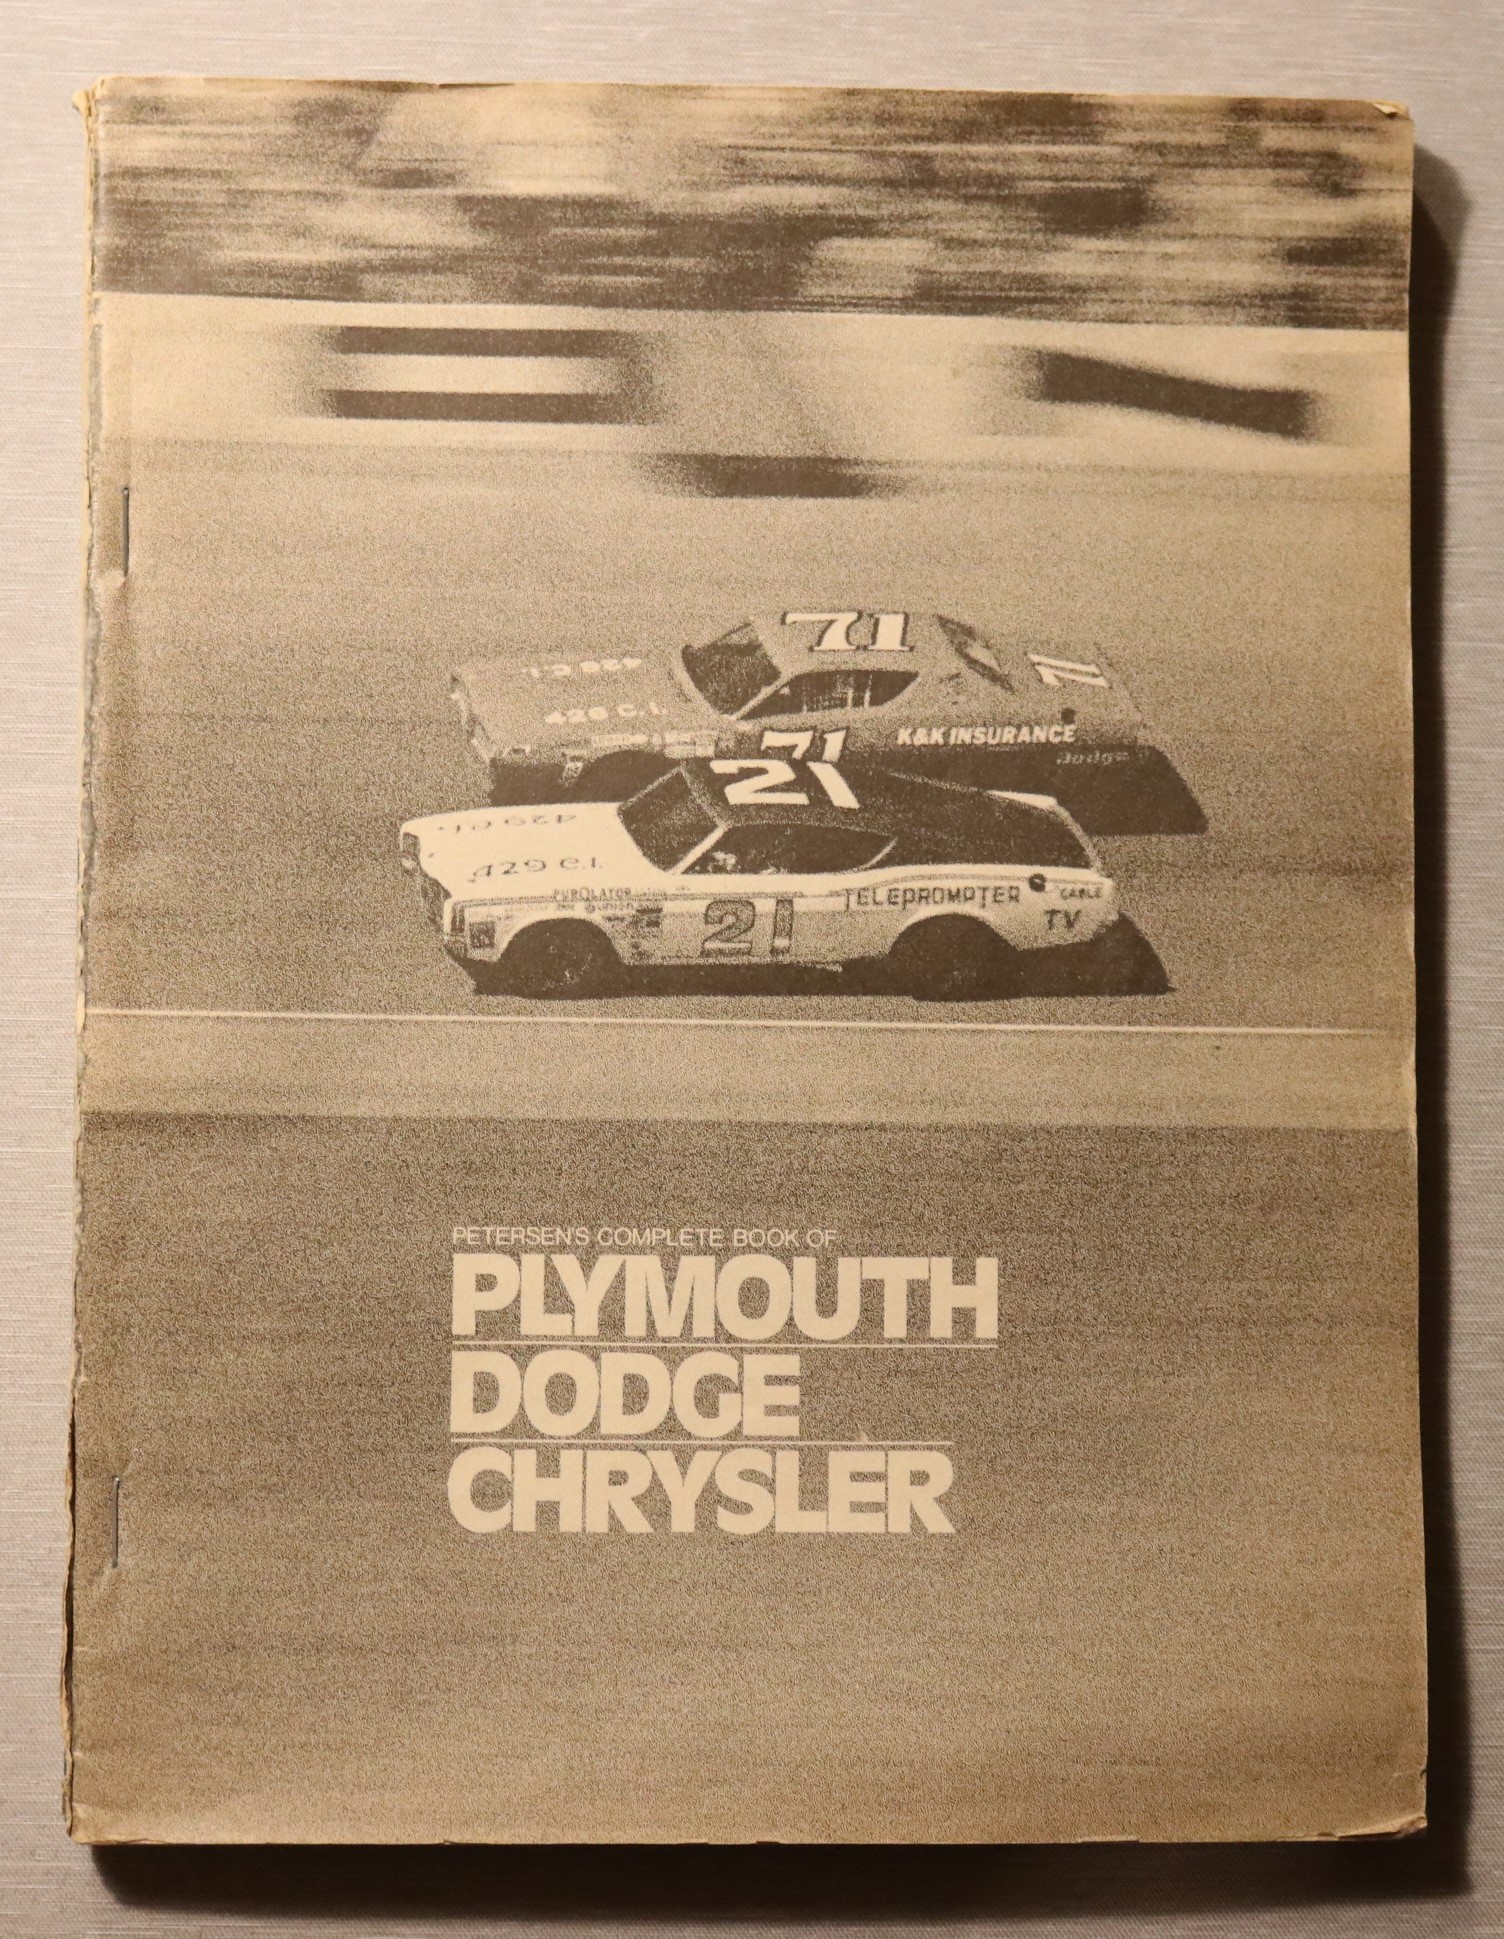 71
71
426 C.I.
426 C.I.
K&K INSURANCE
71
Dodge
21
429 C.I.
429 C.I.
PUROLATOR
21
TELEPROMPTER
CABLE
TV
PETERSEN'S COMPLETE BOOK OF
PLYMOUTH
DODGE
CHRYSLER